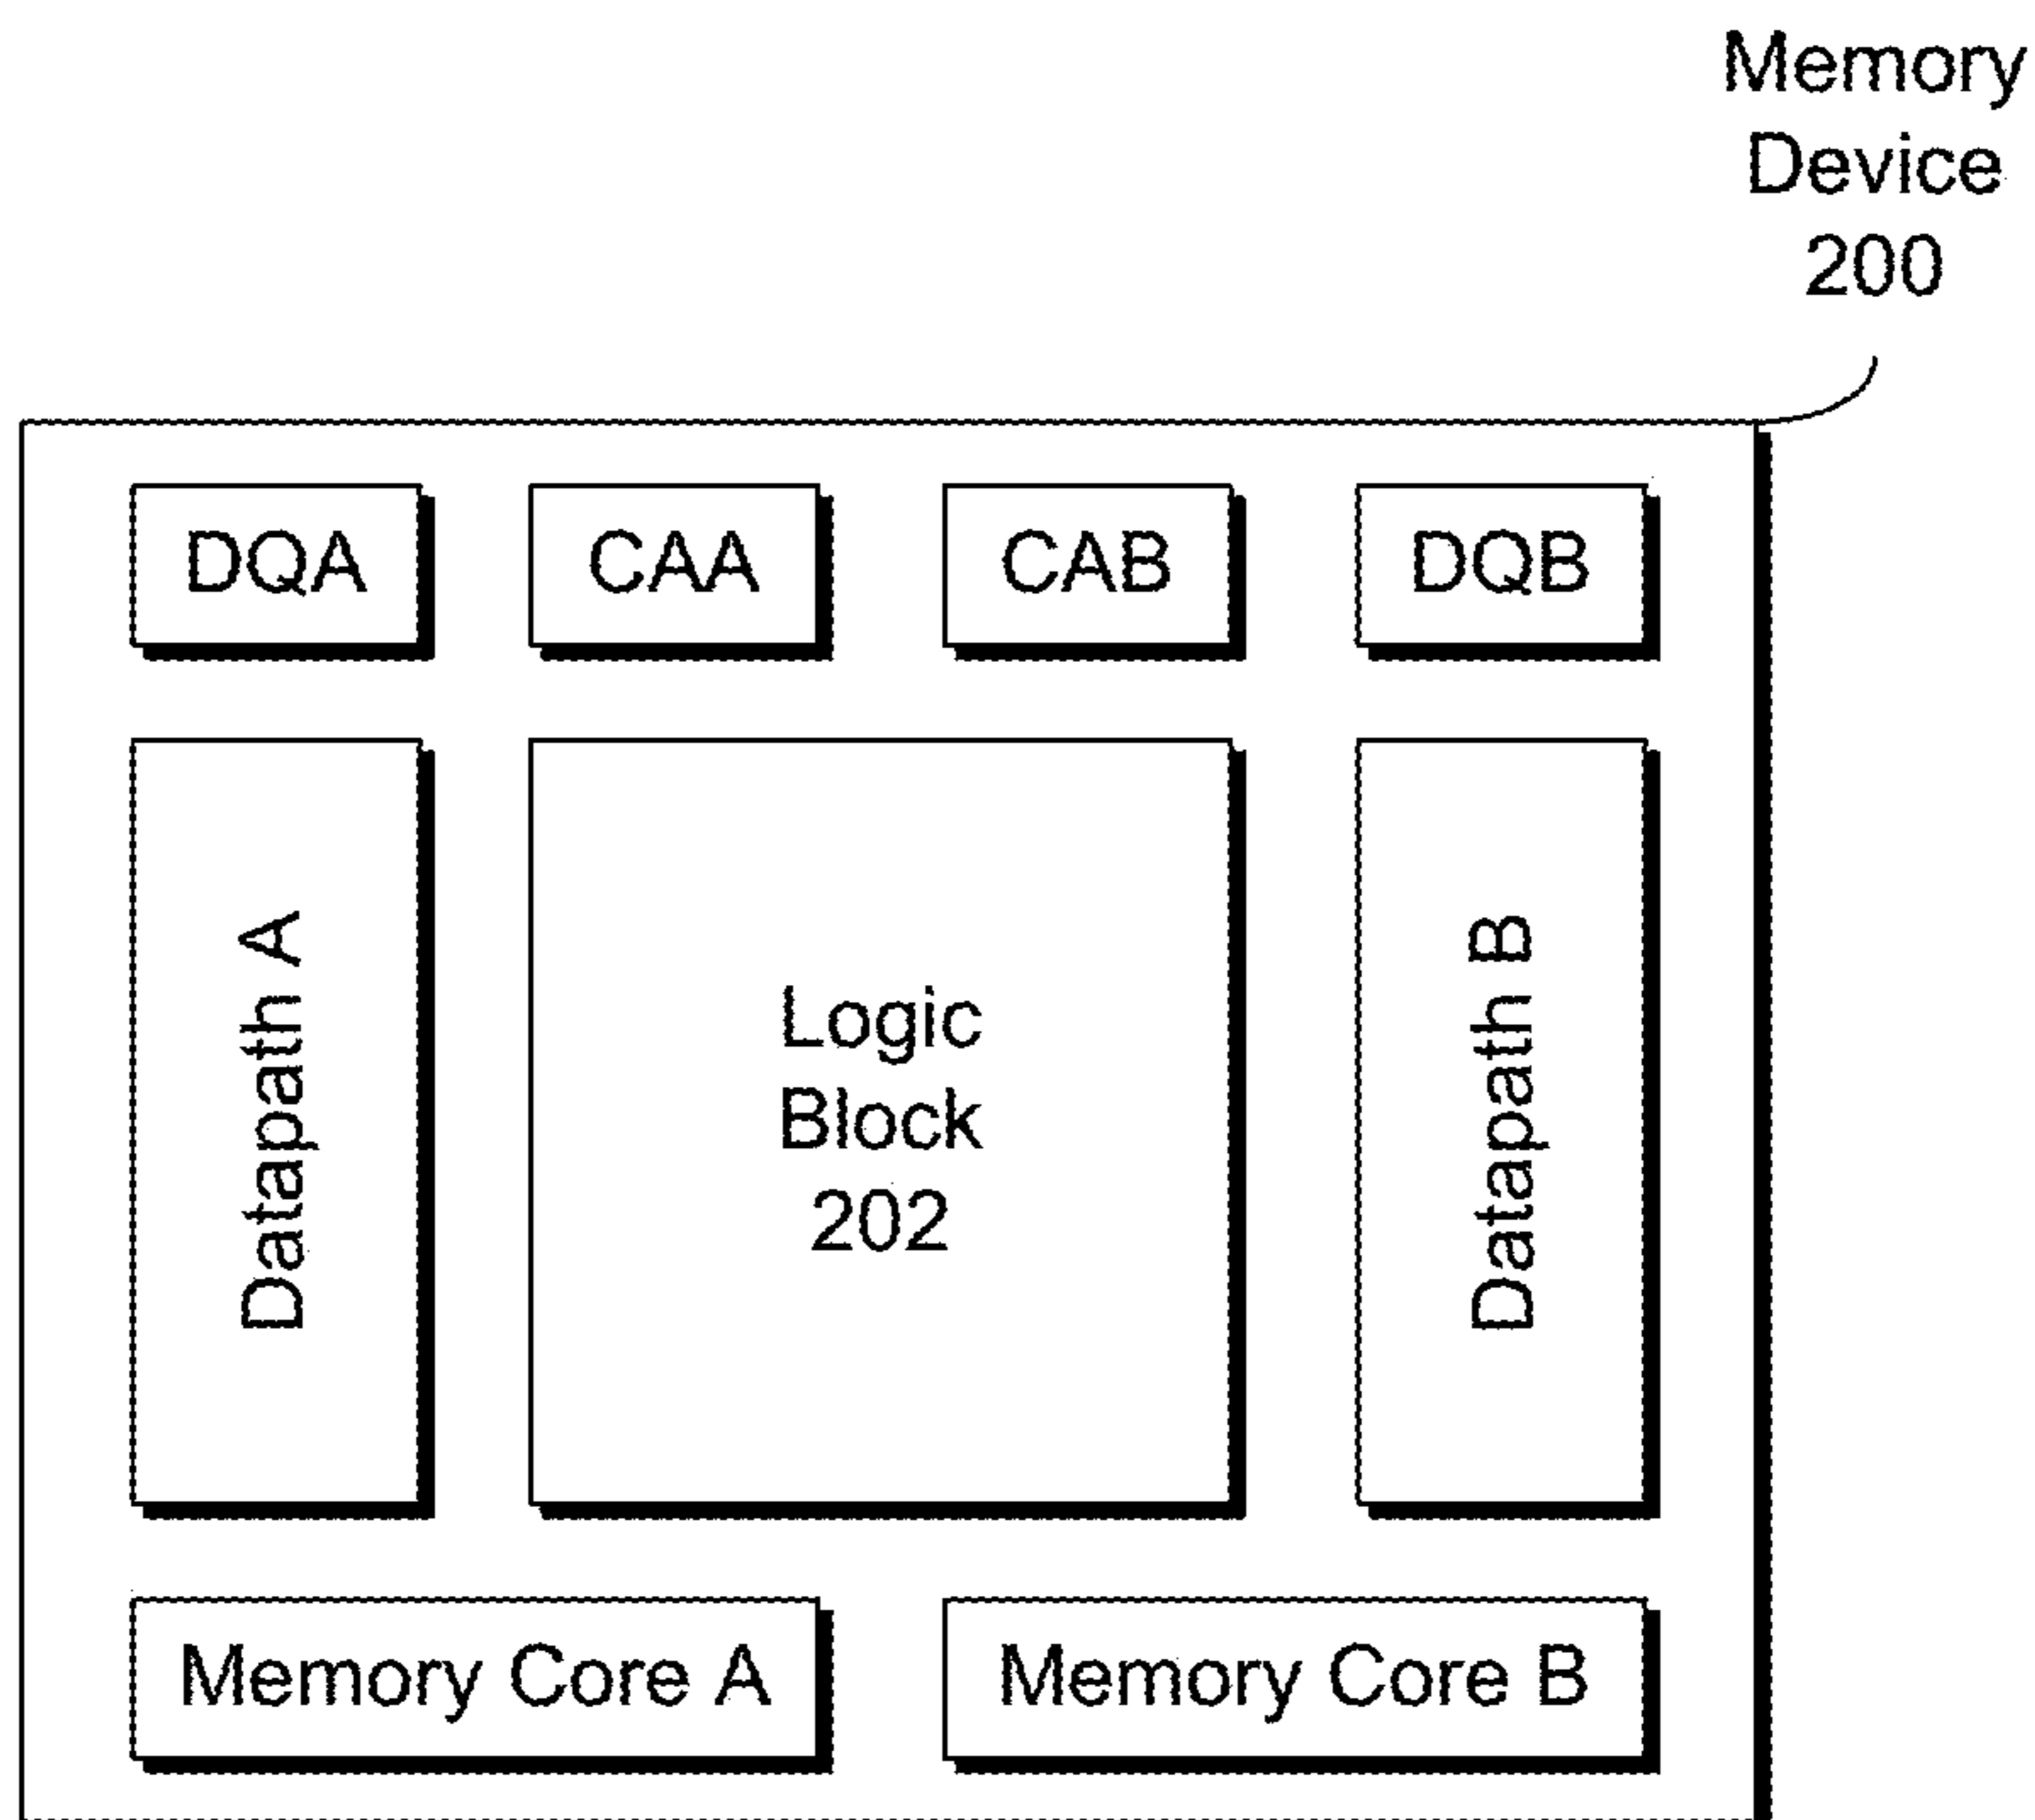 Memory
Device
200
DQA
CAA
CAB
DQB
Datapath A
Logic
Block
202
Datapath B
Memory Core A
Memory Core B